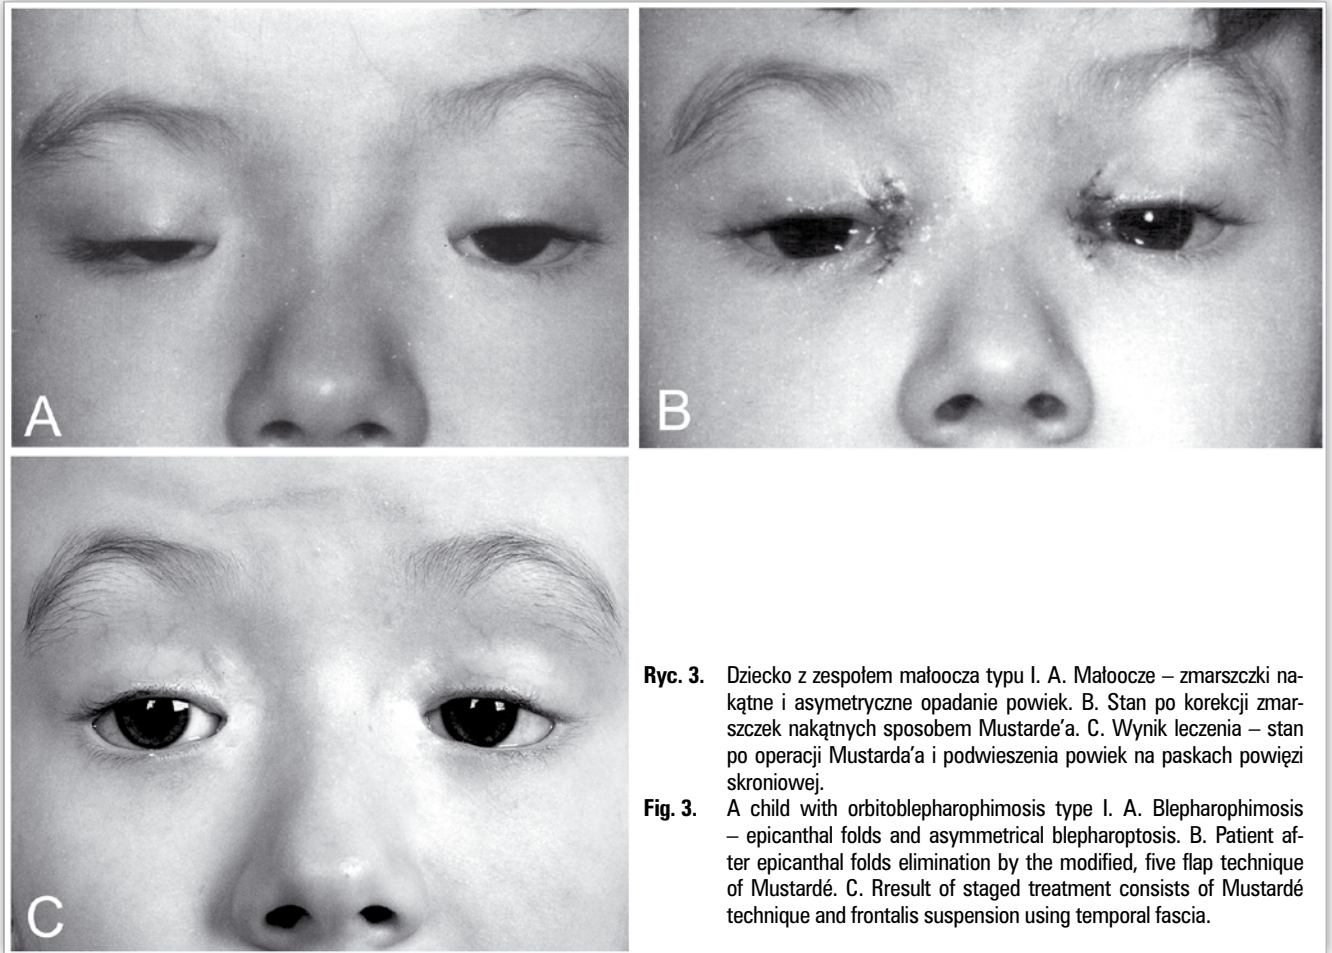 A
B
C
Ryc. 3. Dziecko z zespołem małoocza typu I. A. Małoocze – zmarszczki na-
kątne i asymetryczne opadanie powiek. B. Stan po korekcji zmar-
szczek nakątnych sposobem Mustarde'a. C. Wynik leczenia – stan
po operacji Mustarda'a i podwieszenia powiek na paskach powięzi
skroniowej.
Fig. 3. A child with orbitoblepharophimosis type I. A. Blepharophimosis
– epicanthal folds and asymmetrical blepharoptosis. B. Patient af-
ter epicanthal folds elimination by the modified, five flap technique
of Mustardé. C. Rresult of staged treatment consists of Mustardé
technique and frontalis suspension using temporal fascia.